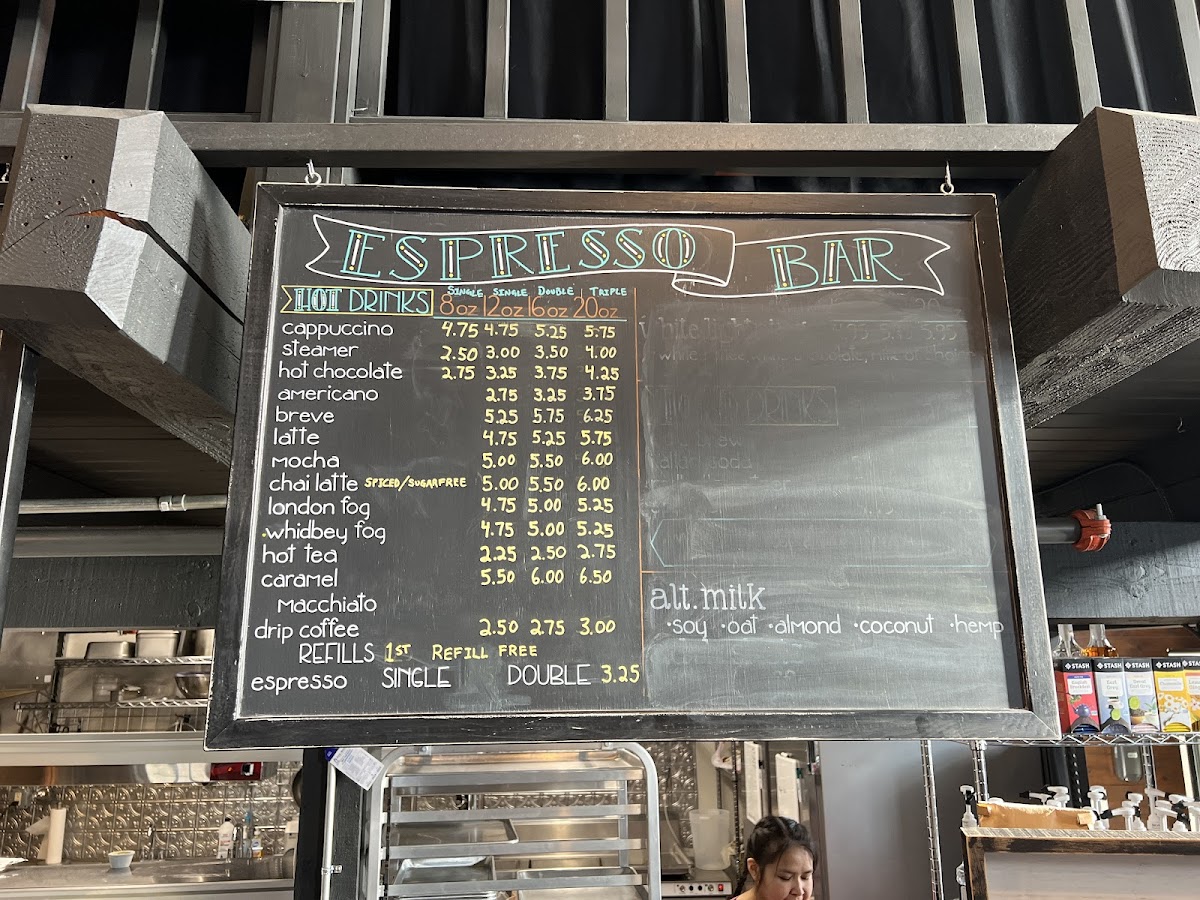 ESPRESSO BAR
HOT DRINKS
SINGLE SINGLE DOUBLE TRIPLE
8oz 12oz 16oz 20oz
cappuccino 4.75 4.75 5.25 5.75
steamer 2.50 3.00 3.50 4.00
hot chocolate 2.75 3.25 3.75 4.25
americano 2.75 3.25 3.75
breve 5.25 5.75 6.25
latte 4.75 5.25 5.75
mocha 5.00 5.50 6.00
chai latte SPICED/SUGARFREE 5.00 5.50 6.00
london fog 4.75 5.00 5.25
•whidbey fog 4.75 5.00 5.25
hot tea 2.25 2.50 2.75
caramel 5.50 6.00 6.50
macchiato
drip coffee 2.50 2.75 3.00
REFILLS 1ST REFILL FREE
espresso SINGLE DOUBLE 3.25
alt.milk
•soy •oat •almond •coconut •hemp
STASH STASH STASH STASH